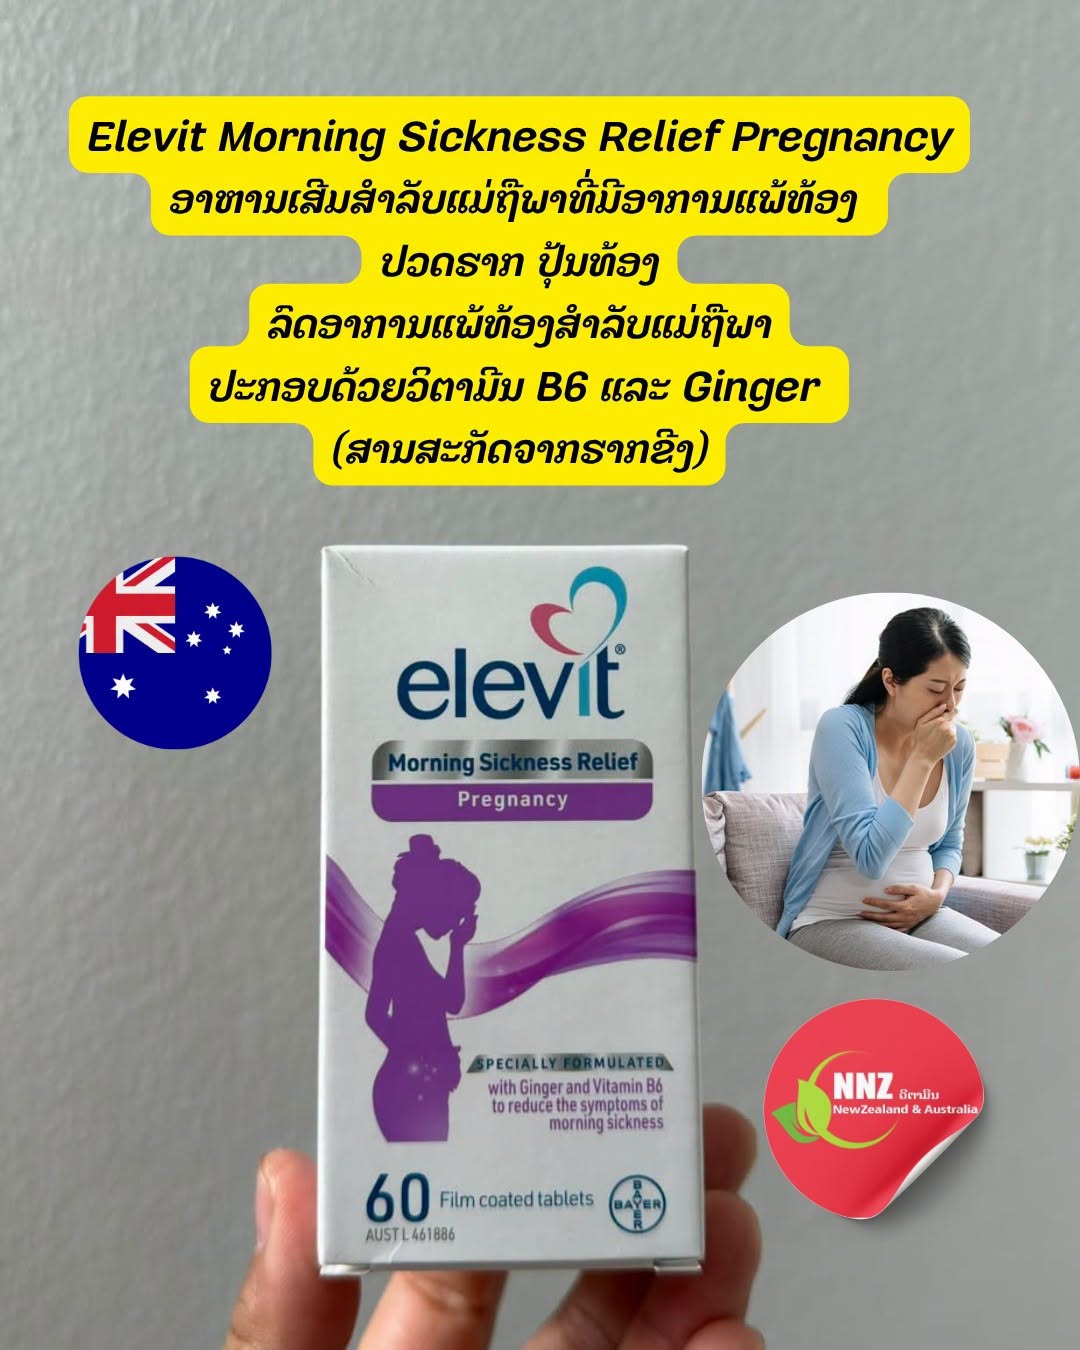 Elevit Morning Sickness Relief Pregnancy
ອາຫານເສີມສຳລັບແມ່ຖືພາທີ່ມີອາການແພ້ທ້ອງ
ປວດຮາກ ປຸ້ນທ້ອງ
ລົດອາການແພ້ທ້ອງສຳລັບແມ່ຖືພາ
ປະກອບດ້ວຍວິຕາມີນ B6 ແລະ Ginger
(ສານສະກັດຈາກຮາກຂີງ)
elevit®
Morning Sickness Relief
Pregnancy
SPECIALLY FORMULATED
with Ginger and Vitamin B6
to reduce the symptoms of
morning sickness
60 Film coated tablets
AUST L 461886
BAYER
BAYER
NNZ ວິຕາມິນ
NewZealand & Australia